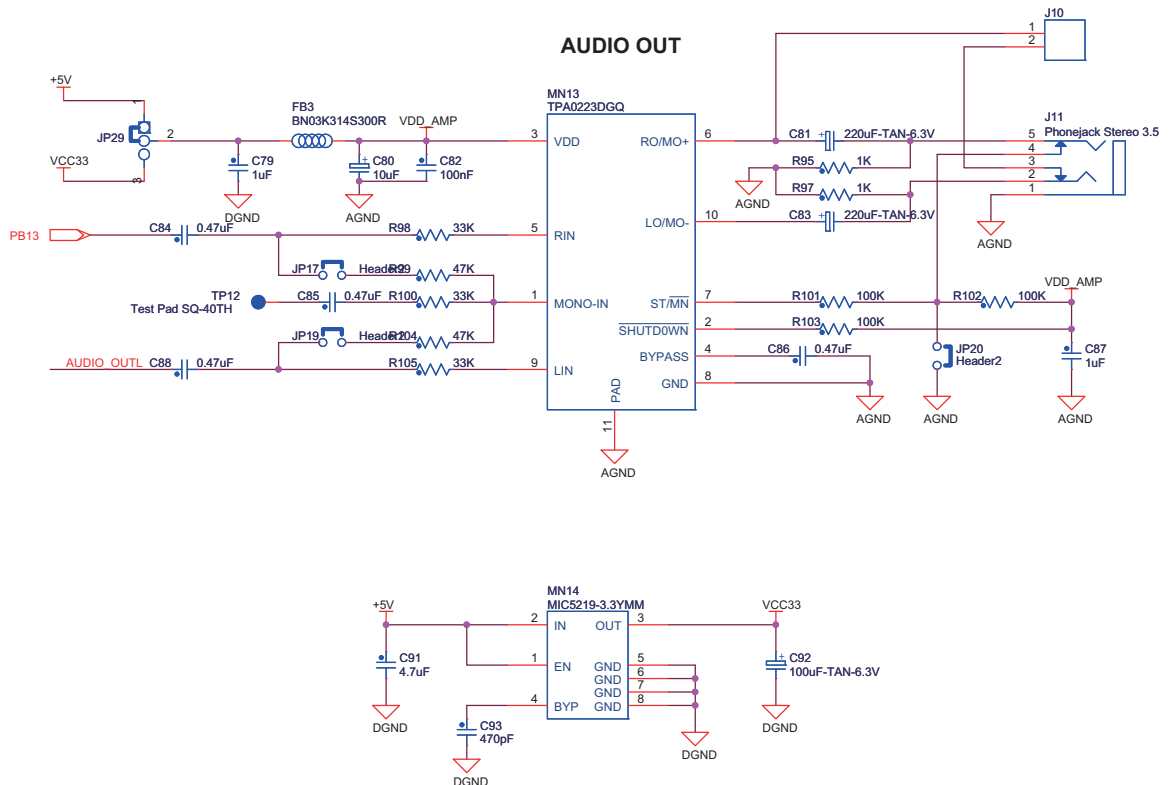 AUDIO OUT
J10
1
2
+5V
1
JP29
2
VCC33
3
FB3
BN03K314S300R
VDD_AMP
C79
1uF
DGND
C80
10uF
AGND
C82
100nF
MN13
TPA0223DGQ
3
VDD
RO/MO+
6
C81
+
220uF-TAN-6.3V
R95
1K
AGND
R97
1K
LO/MO-
10
C83
+
220uF-TAN-6.3V
J11
Phonejack Stereo 3.5
5
4
3
2
1
AGND
PB13
C84
0.47uF
R98
33K
5
RIN
JP17
Header2
R99
47K
TP12
Test Pad SQ-40TH
C85
0.47uF
R100
33K
1
MONO-IN
JP19
Header2
R104
47K
AUDIO_OUTL
C88
0.47uF
R105
33K
9
LIN
ST/MN
7
R101
100K
R102
100K
VDD_AMP
SHUTD0WN
2
R103
100K
BYPASS
4
C86
0.47uF
GND
8
AGND
JP20
Header2
AGND
C87
1uF
AGND
PAD
11
AGND
MN14
MIC5219-3.3YMM
+5V
2
IN
OUT
3
VCC33
C91
4.7uF
DGND
1
EN
GND
5
GND
6
GND
7
4
BYP
GND
8
C92
+
100uF-TAN-6.3V
DGND
C93
470pF
DGND
DGND